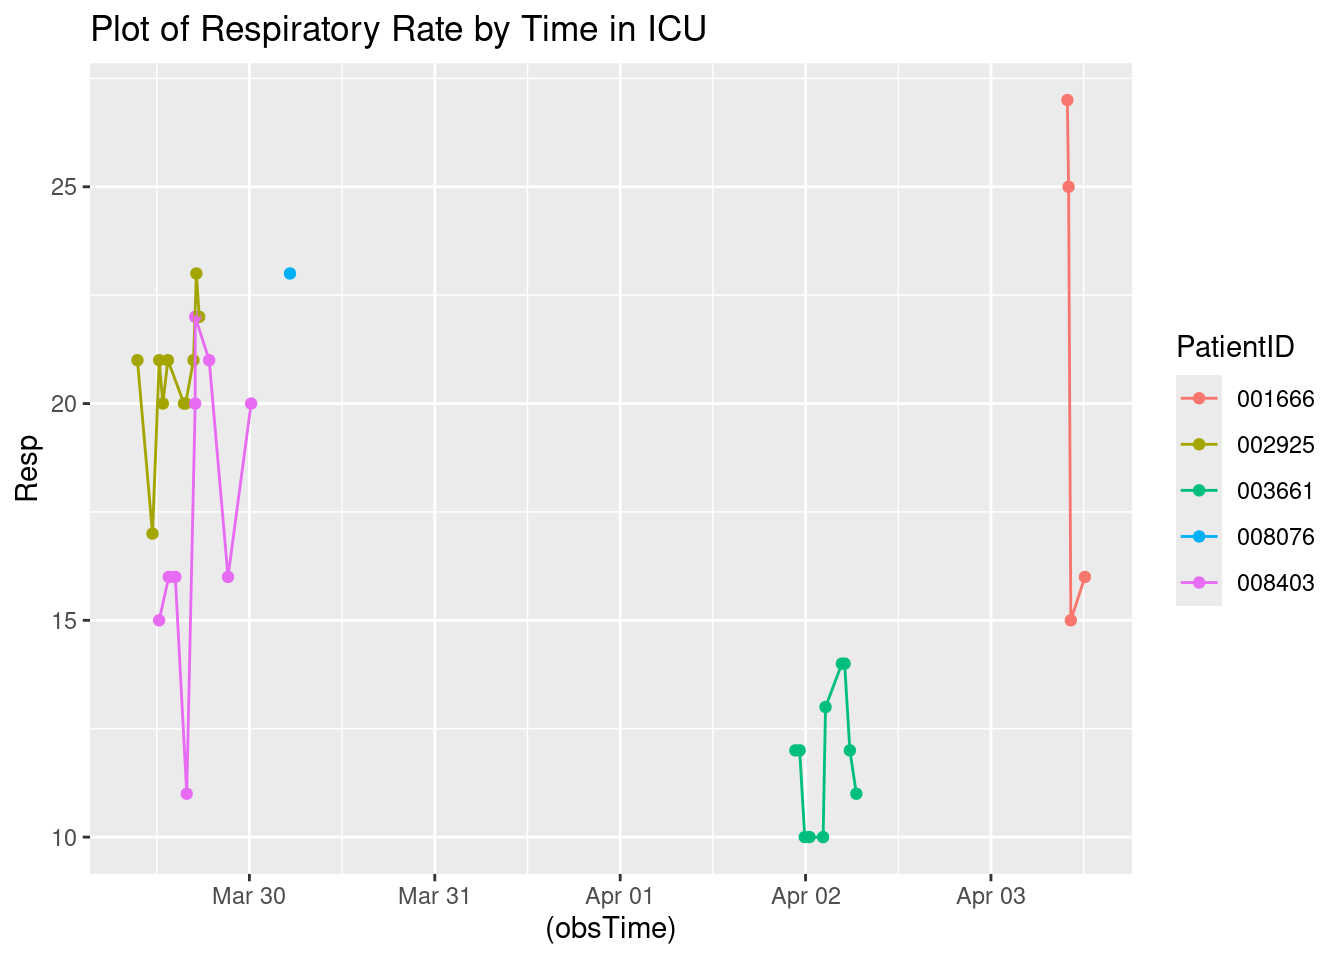 Plot of Respiratory Rate by Time in ICU
25
20
15
10
Resp
Mar 30
Mar 31
Apr 01
Apr 02
Apr 03
(obsTime)
PatientID
001666
002925
003661
008076
008403